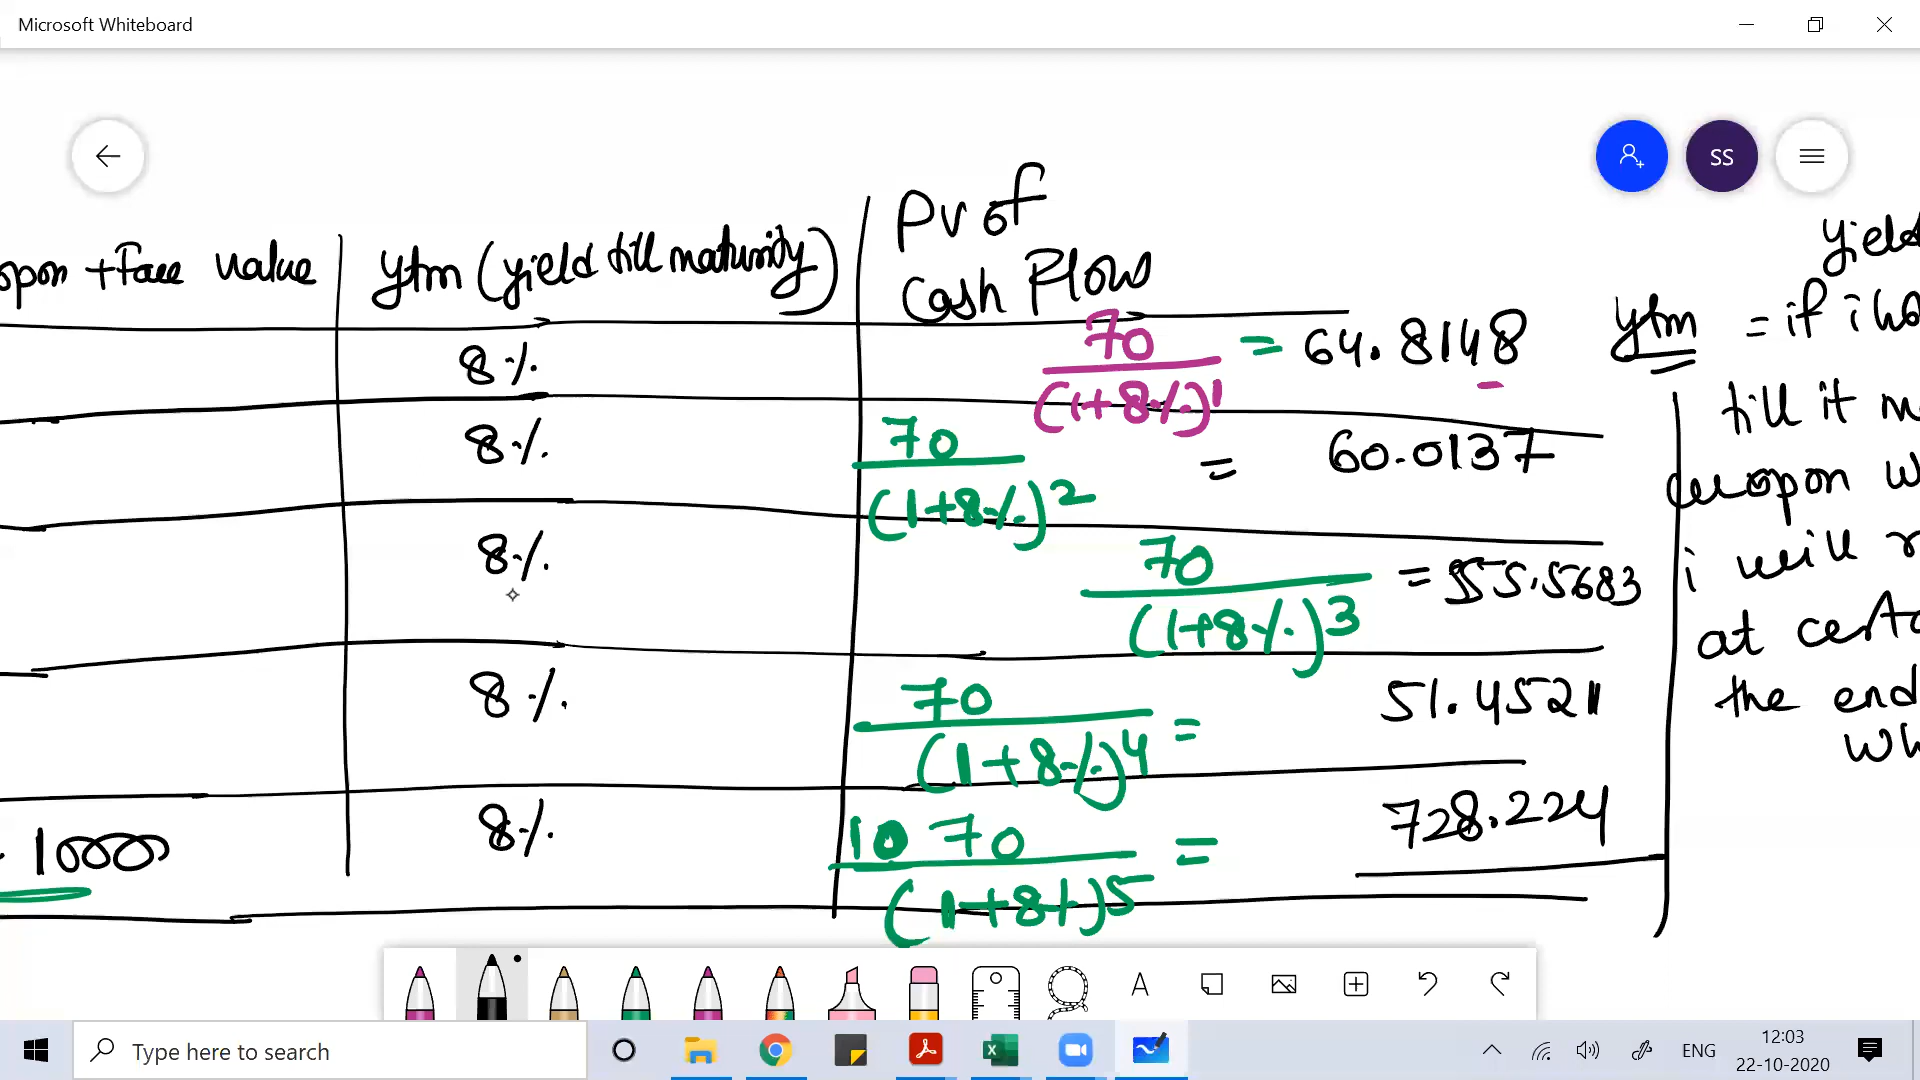 Microsoft Whiteboard
SS
opon + Face value
ytm (yield till maturity)
PV of
Cash Flows
8%
70
(1+8%)1
= 64.8148
8%
70
(1+8%)2
= 60.0137
8%
70
(1+8%)3
= 55.5683
8%
70
(1+8%)4
= 51.4521
1000
8%
1070
(1+8%)5
= 728.224
yield
ytm = if i ho
till it m
i will r
at certa
the end
wh
Type here to search
ENG
12:03
22-10-2020